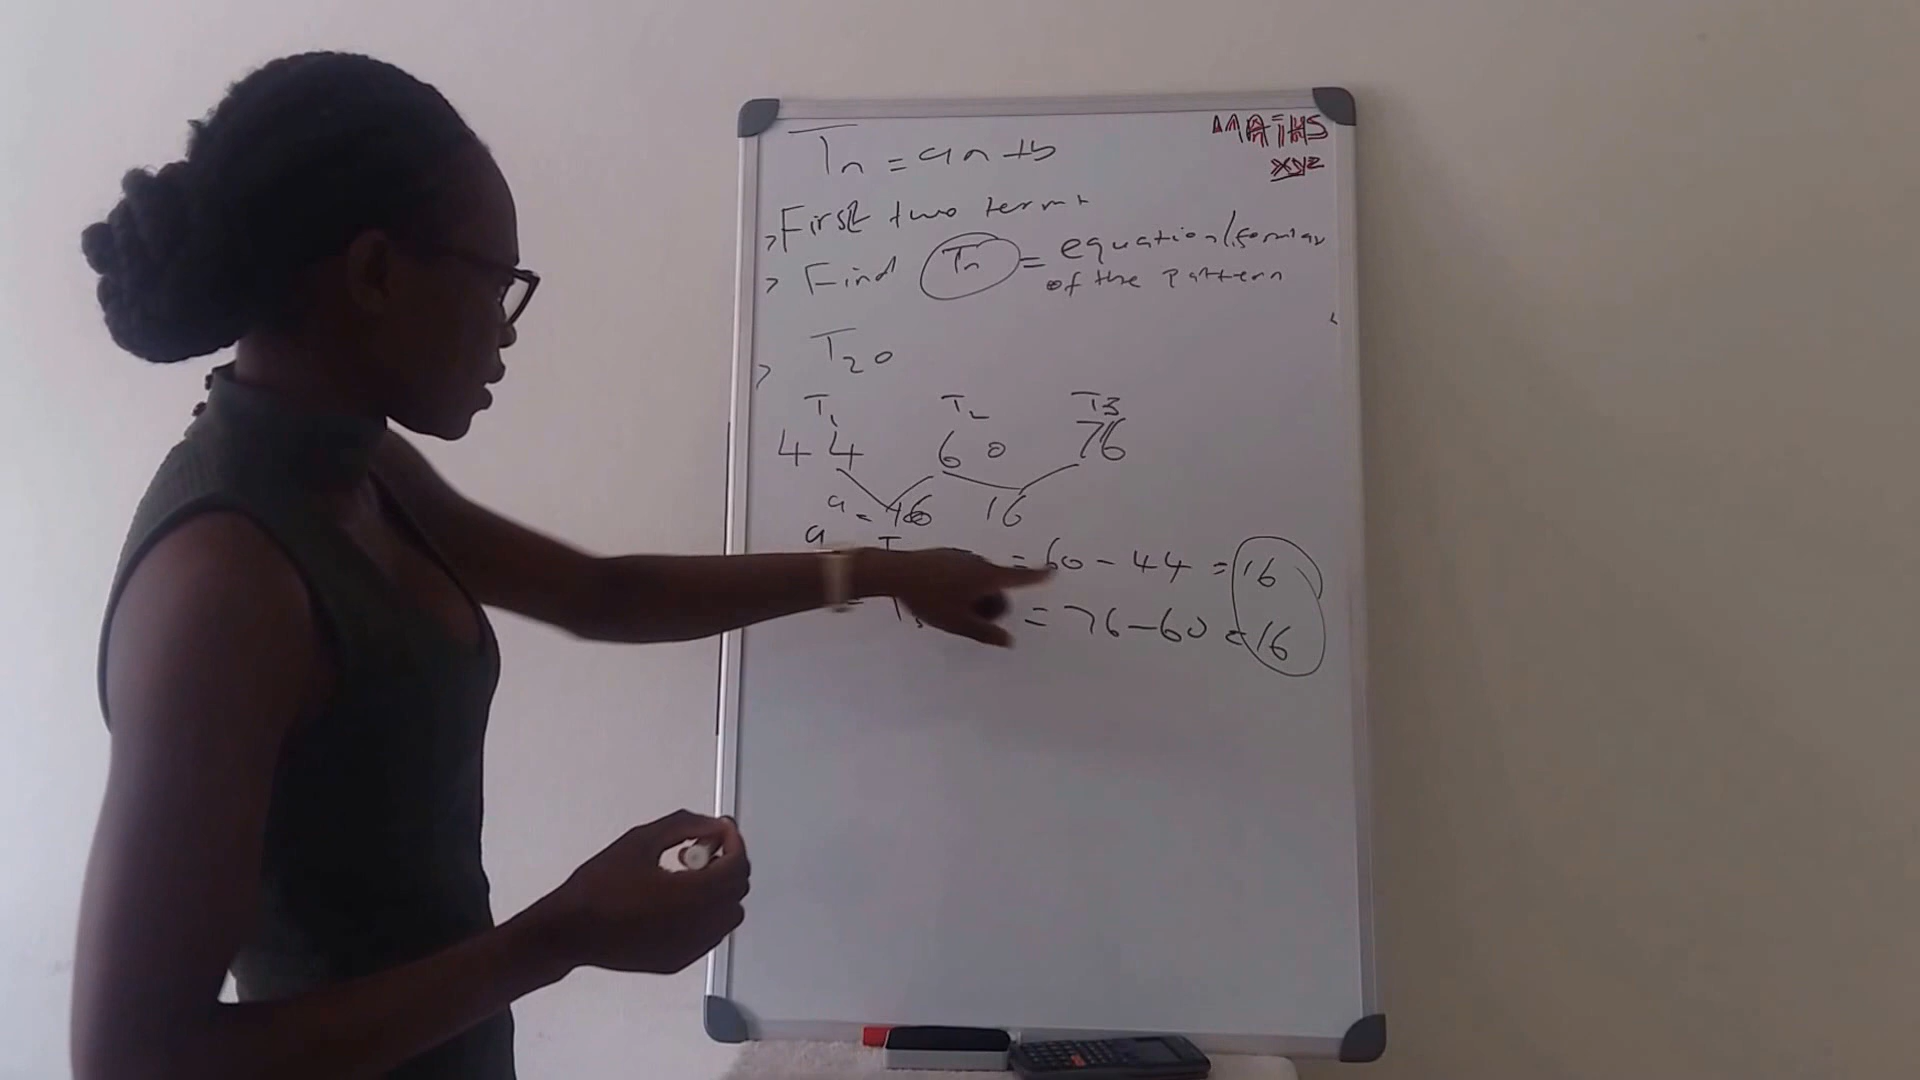 MATHS
xyz
Tn = an + b
> First two terms
> Find Tn = equation/formlar
of the pattern
> T20
T1 T2 T3
44 60 76
a = 16 16
a = 60 - 44 = 16
= 76 - 60 = 16